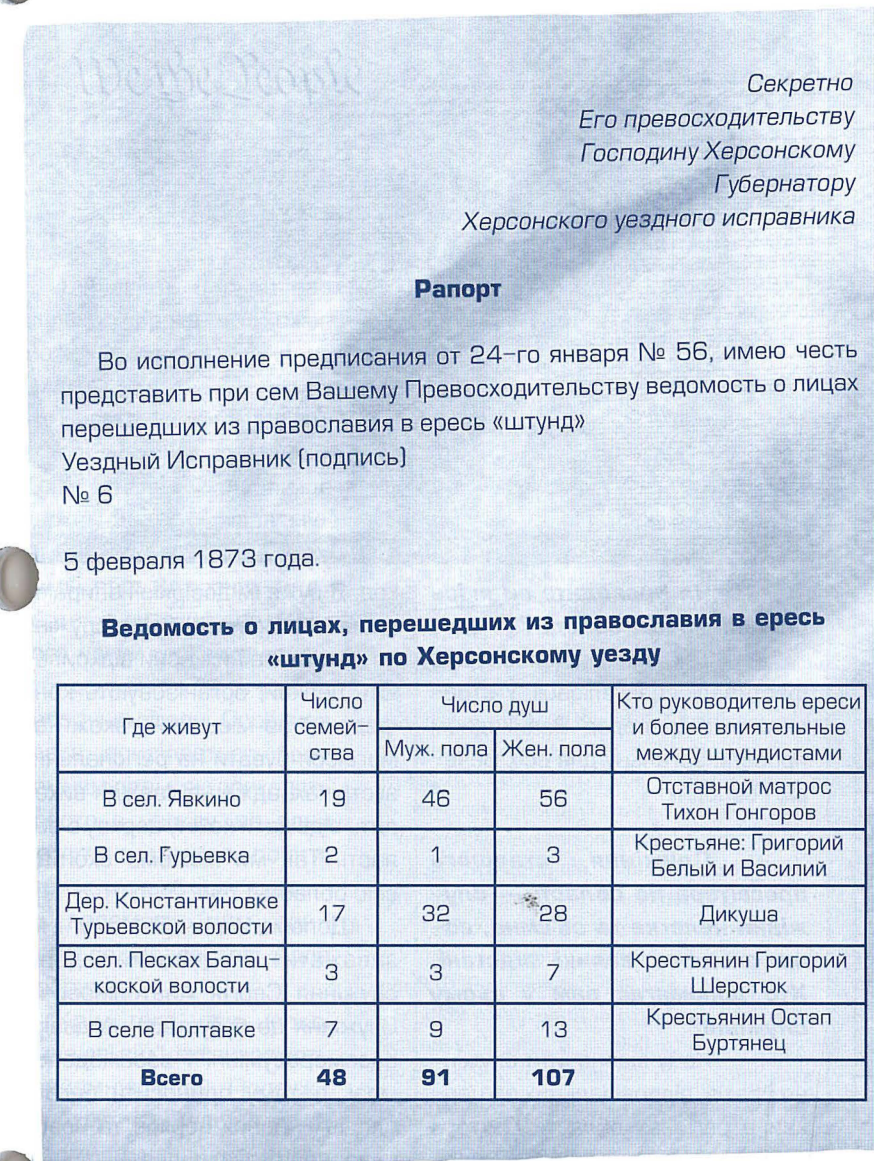 Секретно
Его превосходительству
Господину Херсонскому
Губернатору
Херсонского уездного исправника
Рапорт
Во исполнение предписания от 24-го января № 56, имею честь
представить при сем Вашему Превосходительству ведомость о лицах
перешедших из православия в ересь «штунд»
Уездный Исправник (подпись)
№ 6
5 февраля 1873 года.
Ведомость о лицах, перешедших из православия в ересь
«штунд» по Херсонскому уезду
Где живут
Число
семей-
ства
Число душ
Муж. пола
Жен. пола
Кто руководитель ереси
и более влиятельные
между штундистами
В сел. Явкино
19
46
56
Отставной матрос
Тихон Гонгоров
В сел. Гурьевка
2
1
3
Крестьяне: Григорий
Белый и Василий
Дер. Константиновке
Турьевской волости
17
32
28
Дикуша
В сел. Песках Балац-
коской волости
3
3
7
Крестьянин Григорий
Шерстюк
В селе Полтавке
7
9
13
Крестьянин Остап
Буртянец
Всего
48
91
107